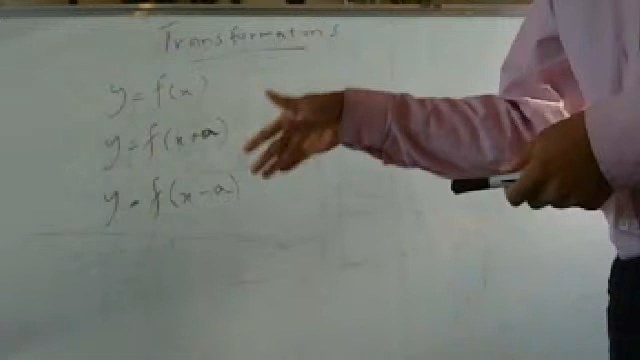 Transformations
y = f(x)
y = f(x+a)
y = f(x-a)